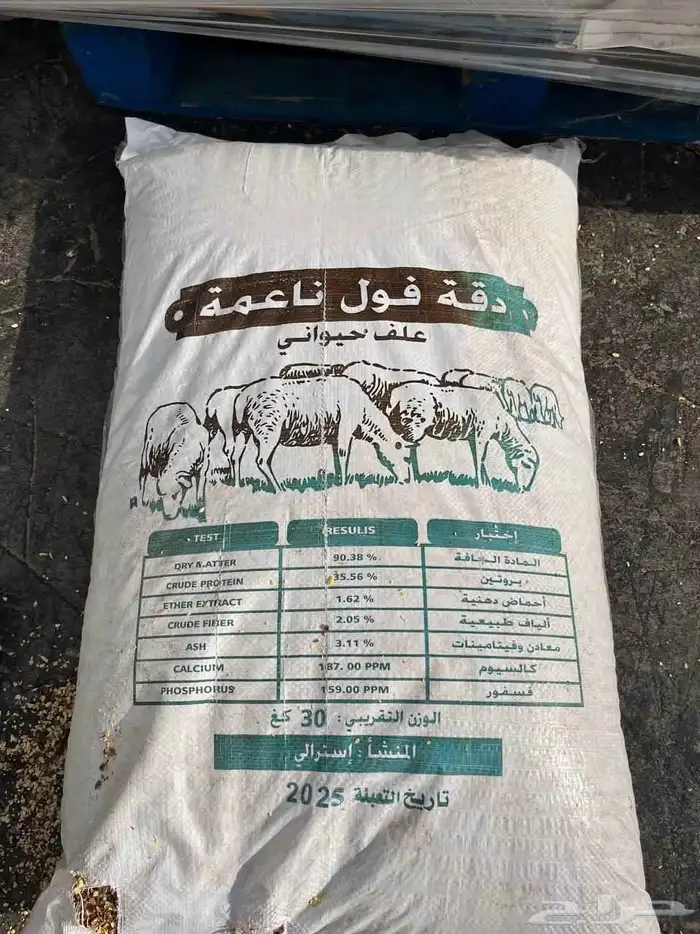 دقة فول ناعمة
علف حيواني
TEST RESULIS إختبار
DRY MATTER 90.38 % المادة الجافة
CRUDE PROTEIN 35.56 % بروتين
ETHER EXTRACT 1.62 % أحماض دهنية
CRUDE FIBER 2.05 % ألياف طبيعية
ASH 3.11 % معادن وفيتامينات
CALCIUM 187.00 PPM كالسيوم
PHOSPHORUS 159.00 PPM فسفور
الوزن التقريبي: 30 كغ
المنشأ : إسترالي
تاريخ التعبئة 2025
حراج